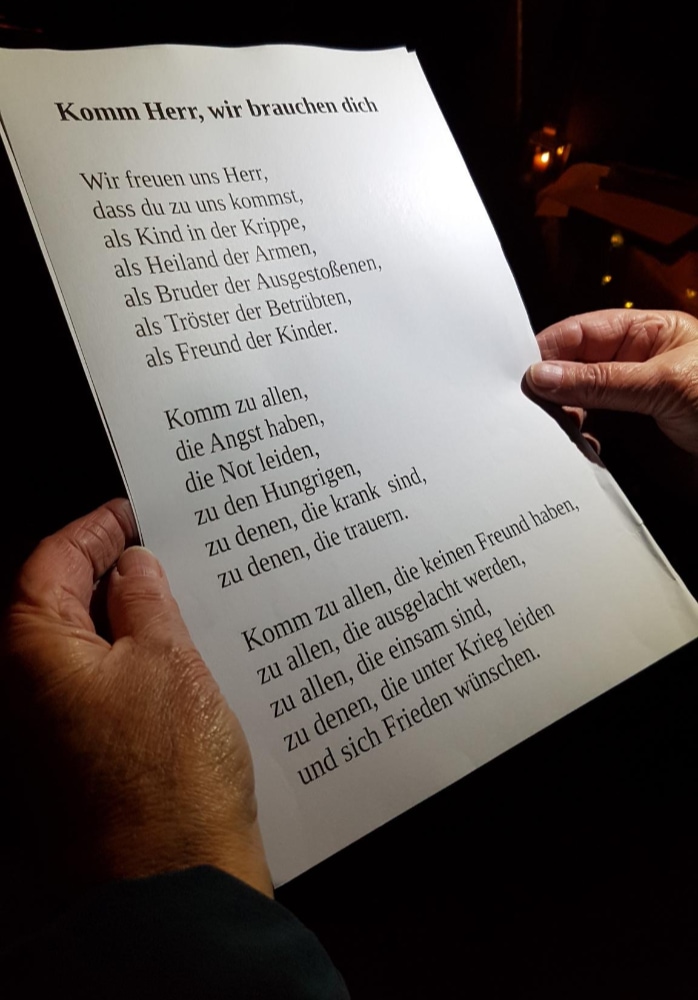 Komm Herr, wir brauchen dich
Wir freuen uns Herr,
dass du zu uns kommst,
als Kind in der Krippe,
als Heiland der Armen,
als Bruder der Ausgestoßenen,
als Tröster der Betrübten,
als Freund der Kinder.
Komm zu allen,
die Angst haben,
die Not leiden,
zu den Hungrigen,
zu denen, die krank sind,
zu denen, die trauern.
Komm zu allen, die keinen Freund haben,
zu allen, die ausgelacht werden,
zu allen, die einsam sind,
zu denen, die unter Krieg leiden
und sich Frieden wünschen.